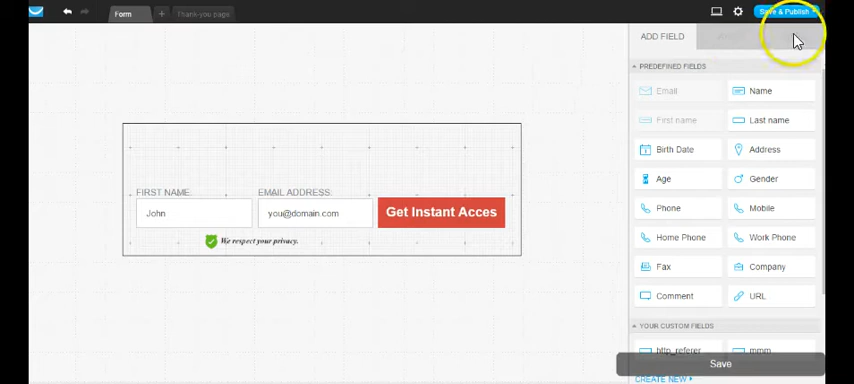 Form
+
Thank-you page
Save & Publish
ADD FIELD
PREDEFINED FIELDS
Email
Name
First name
Last name
Birth Date
Address
Age
Gender
Phone
Mobile
Home Phone
Work Phone
Fax
Company
Comment
URL
YOUR CUSTOM FIELDS
http_referer
mmm
Save
CREATE NEW
FIRST NAME:
EMAIL ADDRESS:
John
you@domain.com
Get Instant Acces
We respect your privacy.